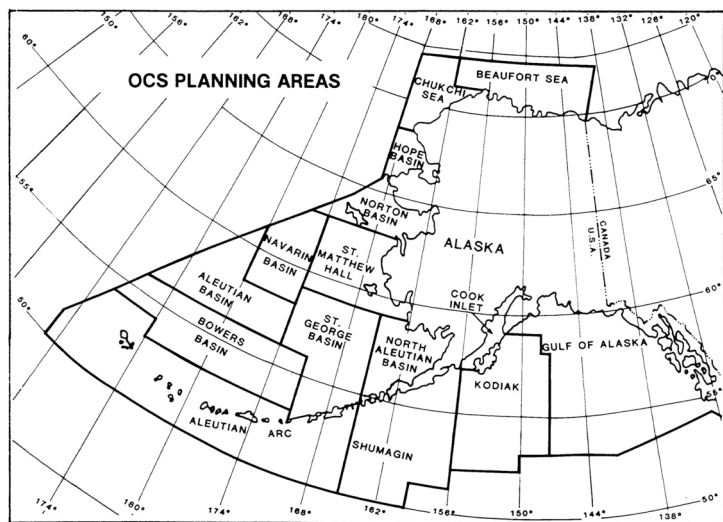 150°
156°
162°
168°
174°
180°
174°
168°
162°
156°
150°
144°
138°
132°
126°
120°
60°
OCS PLANNING AREAS
BEAUFORT SEA
CHUKCHI
SEA
HOPE
BASIN
65°
55°
NORTON
BASIN
ALASKA
CANADA
U.S.A.
NAVARIN
BASIN
ST.
MATTHEW
HALL
ALEUTIAN
BASIN
60°
50°
COOK
INLET
BOWERS
BASIN
ST.
GEORGE
BASIN
NORTH
ALEUTIAN
BASIN
GULF OF ALASKA
KODIAK
55°
ALEUTIAN ARC
SHUMAGIN
174°
180°
174°
168°
162°
156°
150°
144°
138°
50°